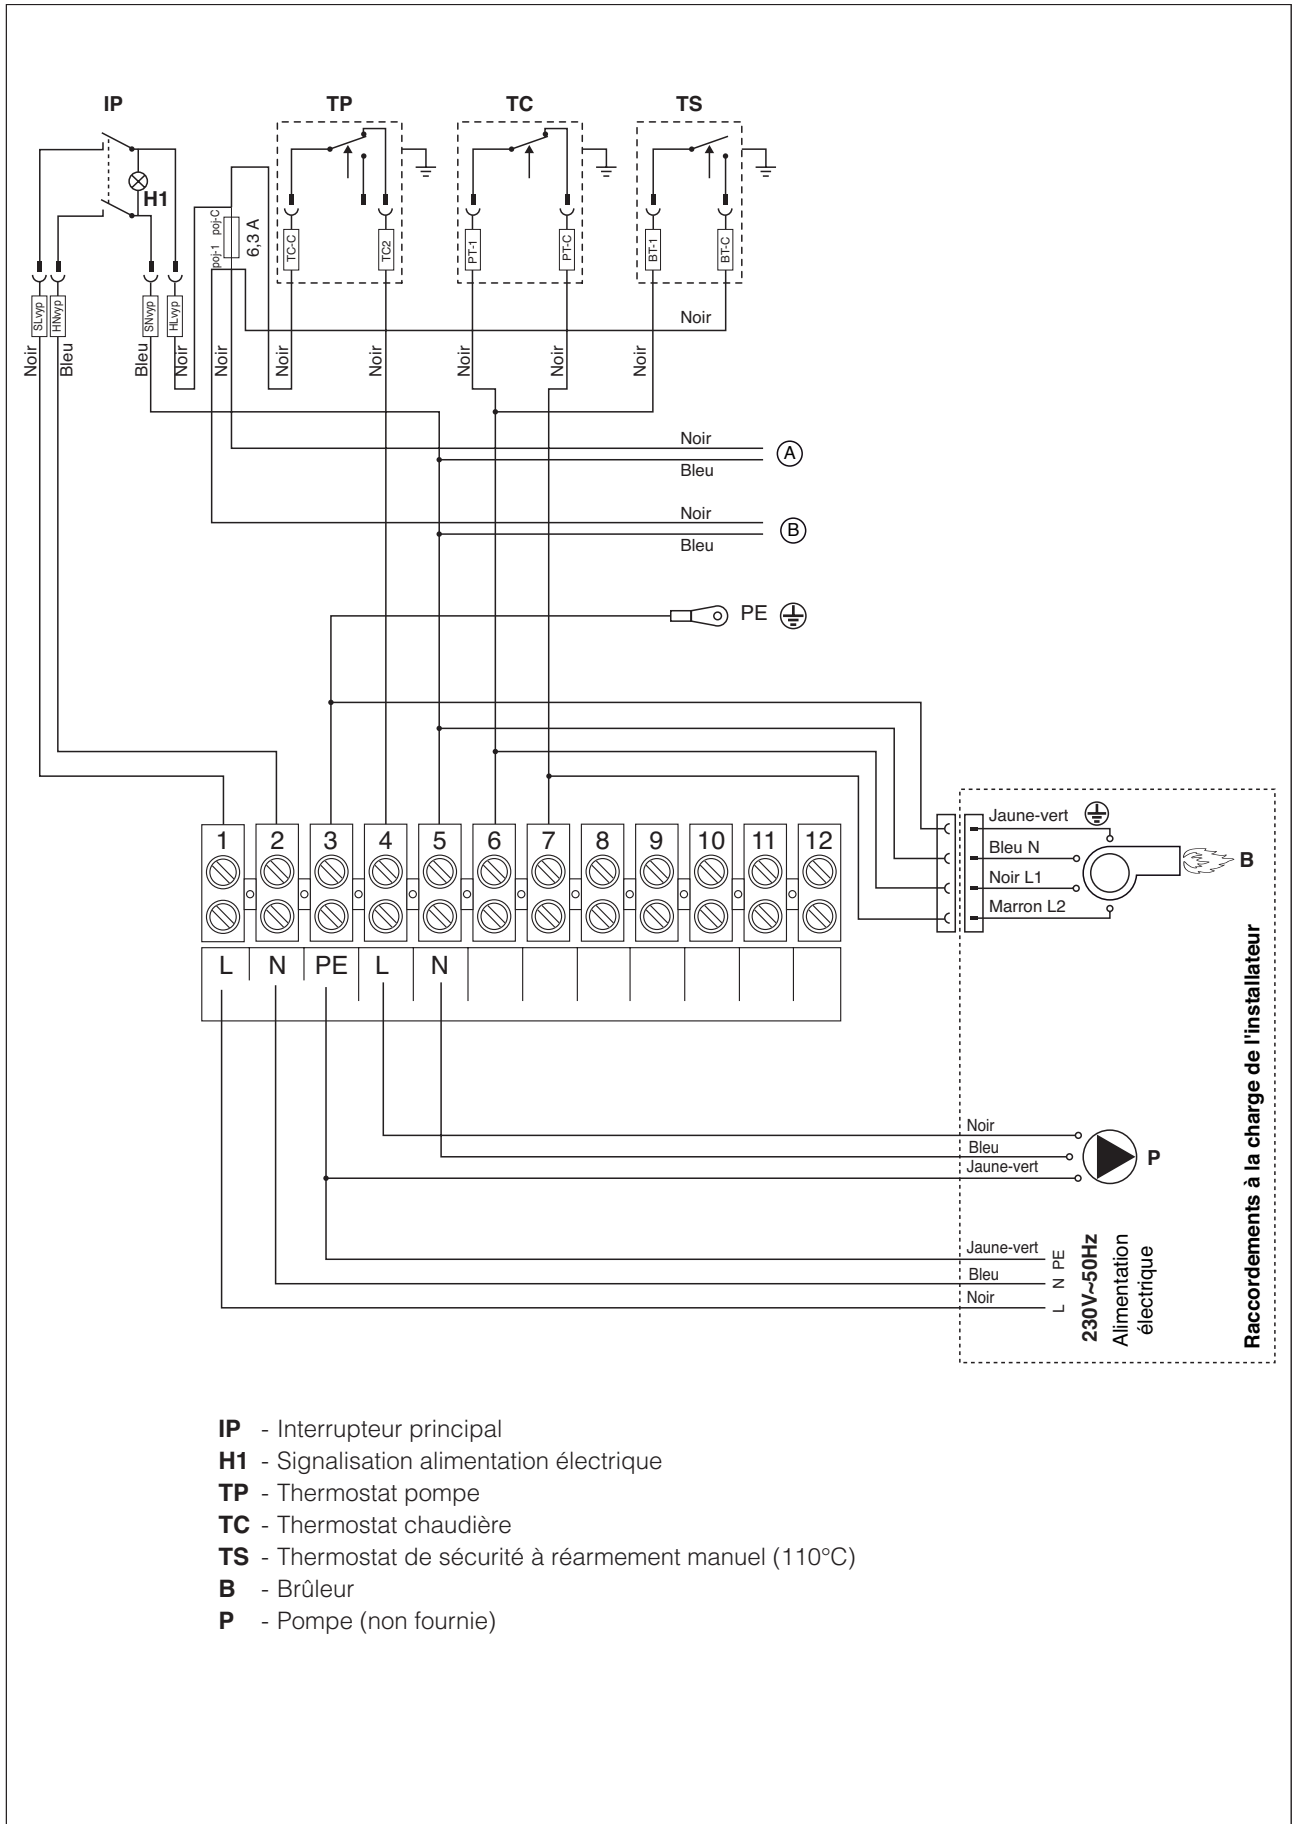 IP
TP
TC
TS
H1
poj-1 poj-C
6,3 A
TC-C
TC2
PT-1
PT-C
BT-1
BT-C
SLvyp
HNvyp
SNvyp
HLvyp
Noir
Noir
Bleu
Bleu
Noir
Noir
Noir
Noir
Noir
Noir
Noir
Noir
Bleu
A
Noir
Bleu
B
PE
1 2 3 4 5 6 7 8 9 10 11 12
L N PE L N
Jaune-vert
Bleu N
Noir L1
Marron L2
B
Raccordements à la charge de l'installateur
Noir
Bleu
Jaune-vert
P
Jaune-vert
Bleu
Noir
L N PE
230V~50Hz
Alimentation
électrique
IP - Interrupteur principal
H1 - Signalisation alimentation électrique
TP - Thermostat pompe
TC - Thermostat chaudière
TS - Thermostat de sécurité à réarmement manuel (110°C)
B - Brûleur
P - Pompe (non fournie)